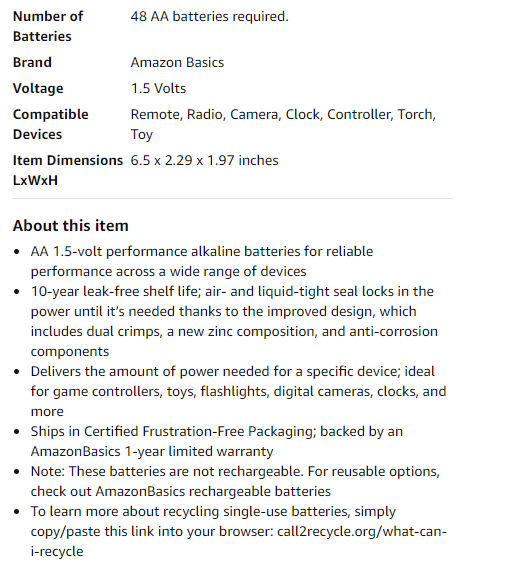 Number of Batteries 48 AA batteries required.
Brand Amazon Basics
Voltage 1.5 Volts
Compatible Devices Remote, Radio, Camera, Clock, Controller, Torch, Toy
Item Dimensions LxWxH 6.5 x 2.29 x 1.97 inches
About this item
• AA 1.5-volt performance alkaline batteries for reliable
performance across a wide range of devices
• 10-year leak-free shelf life; air- and liquid-tight seal locks in the
power until it's needed thanks to the improved design, which
includes dual crimps, a new zinc composition, and anti-corrosion
components
• Delivers the amount of power needed for a specific device; ideal
for game controllers, toys, flashlights, digital cameras, clocks, and
more
• Ships in Certified Frustration-Free Packaging; backed by an
AmazonBasics 1-year limited warranty
• Note: These batteries are not rechargeable. For reusable options,
check out AmazonBasics rechargeable batteries
• To learn more about recycling single-use batteries, simply
copy/paste this link into your browser: call2recycle.org/what-can-
i-recycle